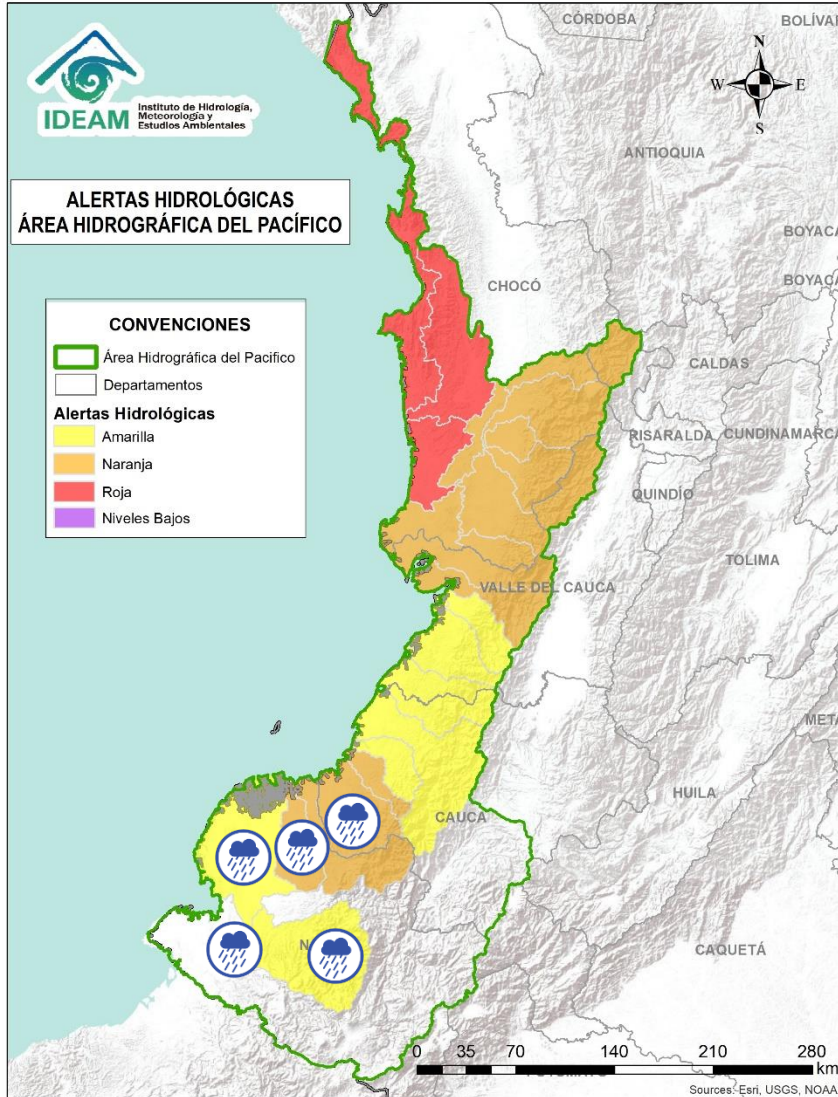 CÓRDOBA
BOLÍVA
IDEAM
Instituto de Hidrología,
Meteorología y
Estudios Ambientales
N
W
E
S
ANTIOQUIA
ALERTAS HIDROLÓGICAS
ÁREA HIDROGRÁFICA DEL PACÍFICO
BOYACÁ
BOYACÁ
CHOCÓ
CONVENCIONES
Área Hidrográfica del Pacifico
Departamentos
Alertas Hidrológicas
Amarilla
Naranja
Roja
Niveles Bajos
CALDAS
RISARALDA
CUNDINAMARCA
QUINDÍO
TOLIMA
VALLE DEL CAUCA
META
HUILA
CAUCA
N
CAQUETÁ
0 35 70 140 210 280
km
Sources: Esri, USGS, NOAA